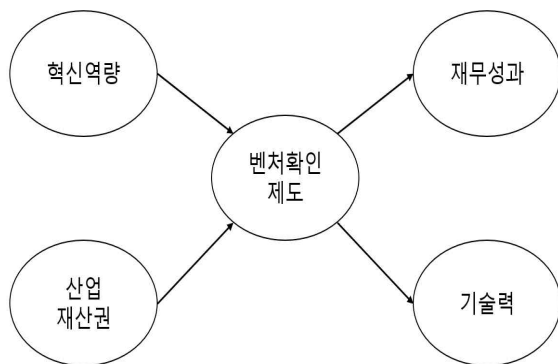 혁신역량
재무성과
벤처확인
제도
산업
재산권
기술력